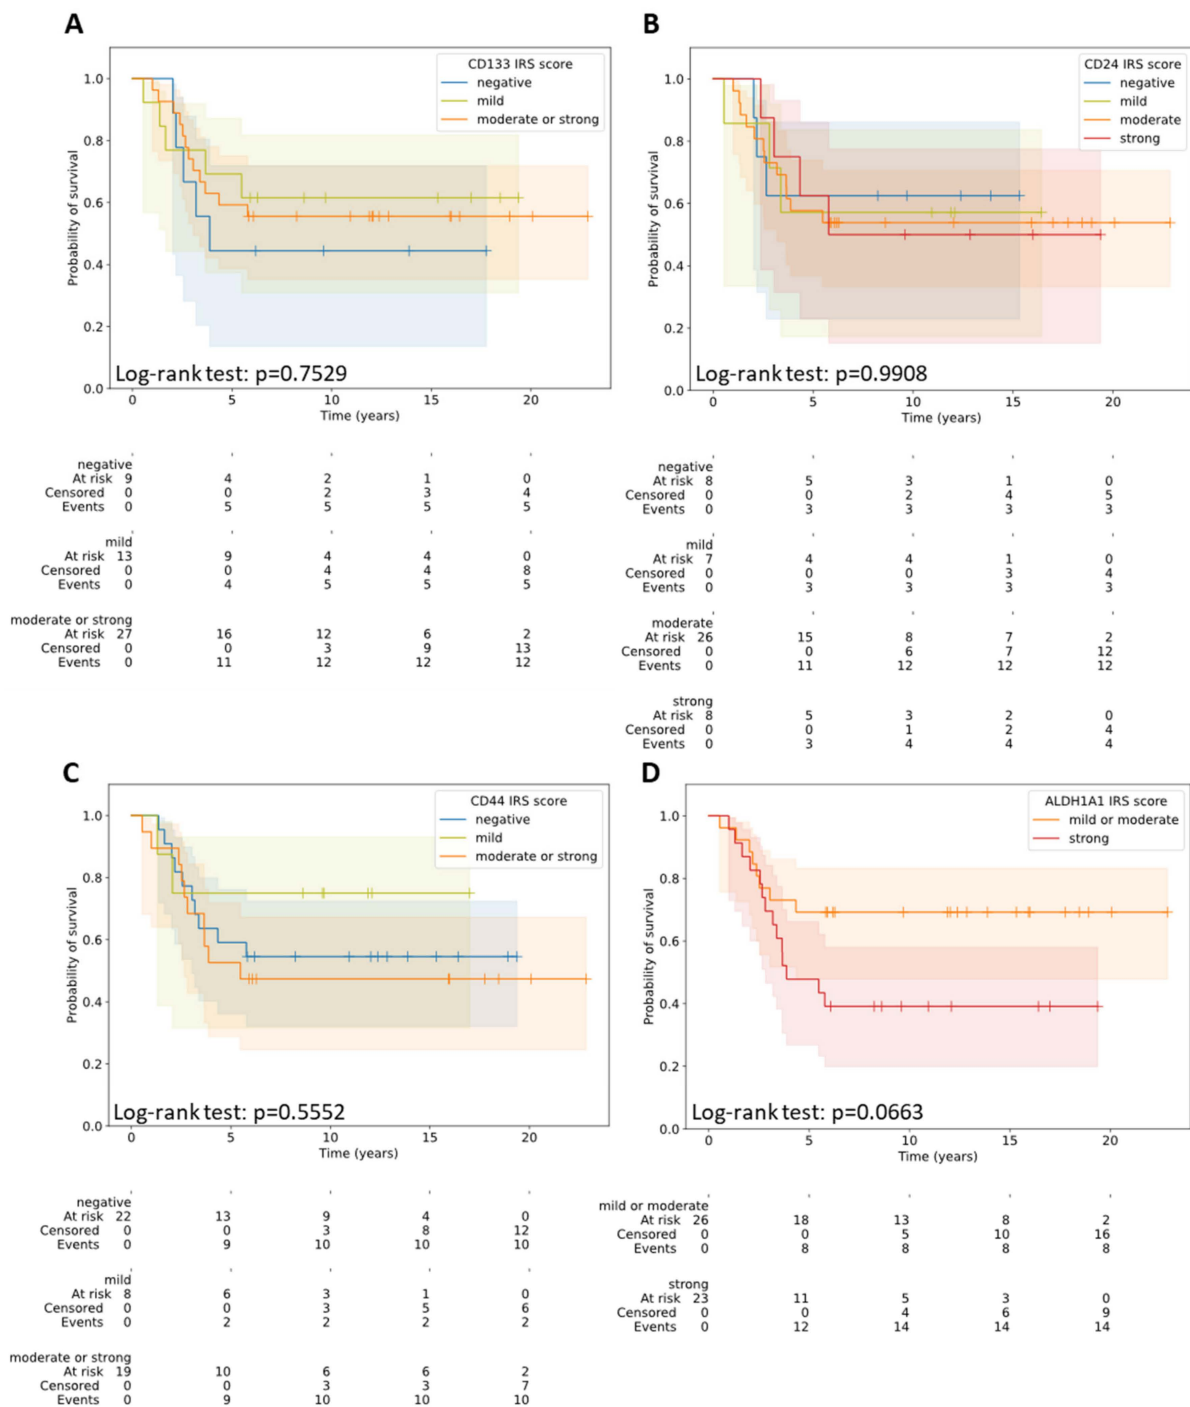 A
CD133 IRS score
negative
mild
moderate or strong
Probability of survival
1.0
0.8
0.6
0.4
0.2
0.0
Log-rank test: p=0.7529
0 5 10 15 20
Time (years)
negative
At risk 9 4 2 1 0
Censored 0 0 2 3 4
Events 0 5 5 5 5
mild
At risk 13 9 4 4 0
Censored 0 0 4 4 8
Events 0 4 5 5 5
moderate or strong
At risk 27 16 12 6 2
Censored 0 0 3 9 13
Events 0 11 12 12 12
B
CD24 IRS score
negative
mild
moderate
strong
Probability of survival
1.0
0.8
0.6
0.4
0.2
0.0
Log-rank test: p=0.9908
0 5 10 15 20
Time (years)
negative
At risk 8 5 3 1 0
Censored 0 0 2 4 5
Events 0 3 3 3 3
mild
At risk 7 4 4 1 0
Censored 0 0 0 3 4
Events 0 3 3 3 3
moderate
At risk 26 15 8 7 2
Censored 0 0 6 7 12
Events 0 11 12 12 12
strong
At risk 8 5 3 2 0
Censored 0 0 1 2 4
Events 0 3 4 4 4
C
CD44 IRS score
negative
mild
moderate or strong
Probability of survival
1.0
0.8
0.6
0.4
0.2
0.0
Log-rank test: p=0.5552
0 5 10 15 20
Time (years)
negative
At risk 22 13 9 4 0
Censored 0 0 3 8 12
Events 0 9 10 10 10
mild
At risk 8 6 3 1 0
Censored 0 0 3 5 6
Events 0 2 2 2 2
moderate or strong
At risk 19 10 6 6 2
Censored 0 0 3 3 7
Events 0 9 10 10 10
D
ALDH1A1 IRS score
mild or moderate
strong
Probability of survival
1.0
0.8
0.6
0.4
0.2
0.0
Log-rank test: p=0.0663
0 5 10 15 20
Time (years)
mild or moderate
At risk 26 18 13 8 2
Censored 0 0 5 10 16
Events 0 8 8 8 8
strong
At risk 23 11 5 3 0
Censored 0 0 4 6 9
Events 0 12 14 14 14